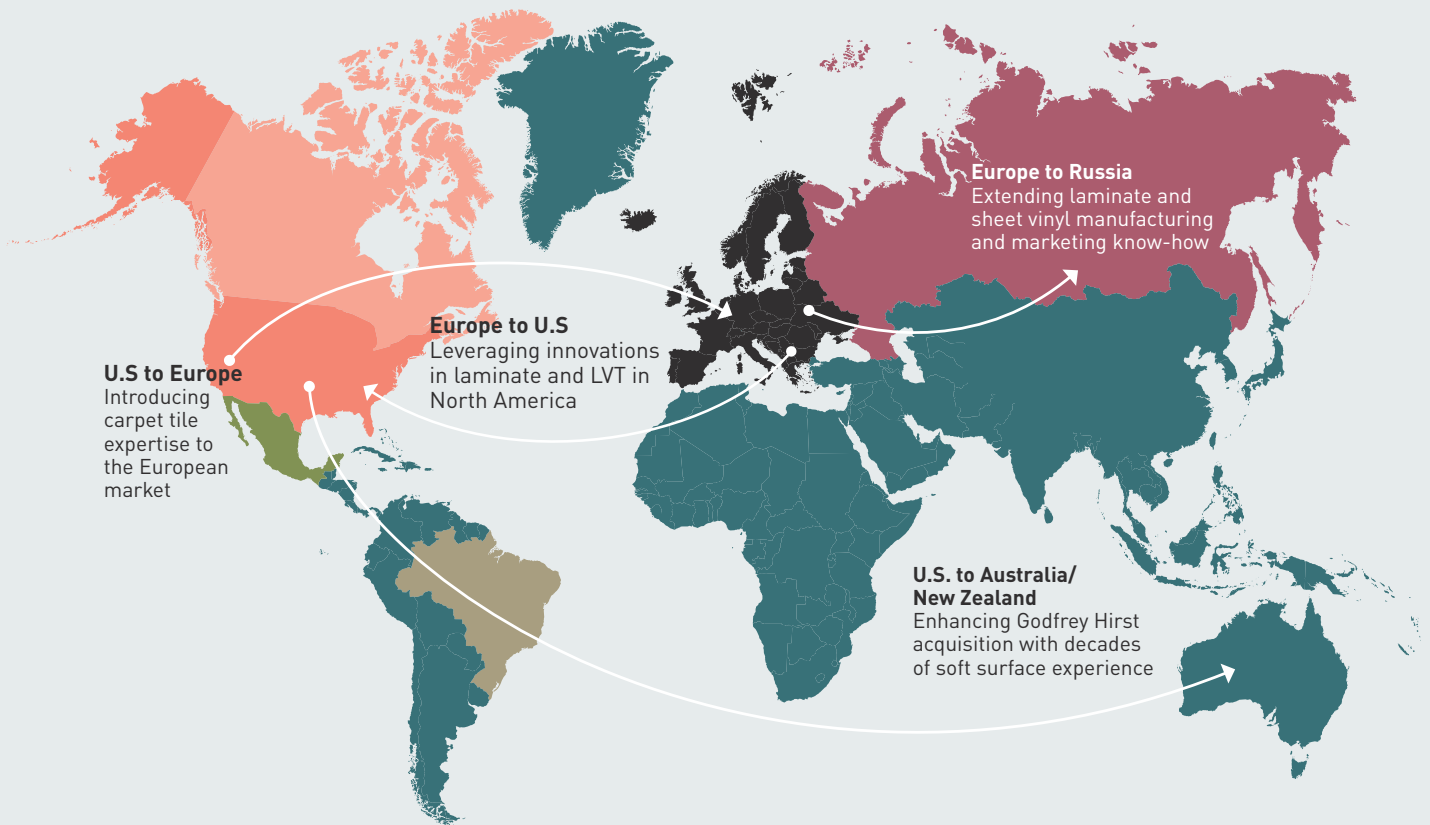 Europe to Russia
Extending laminate and
sheet vinyl manufacturing
and marketing know-how
Europe to U.S
Leveraging innovations
in laminate and LVT in
North America
U.S to Europe
Introducing
carpet tile
expertise to
the European
market
U.S. to Australia/
New Zealand
Enhancing Godfrey Hirst
acquisition with decades
of soft surface experience